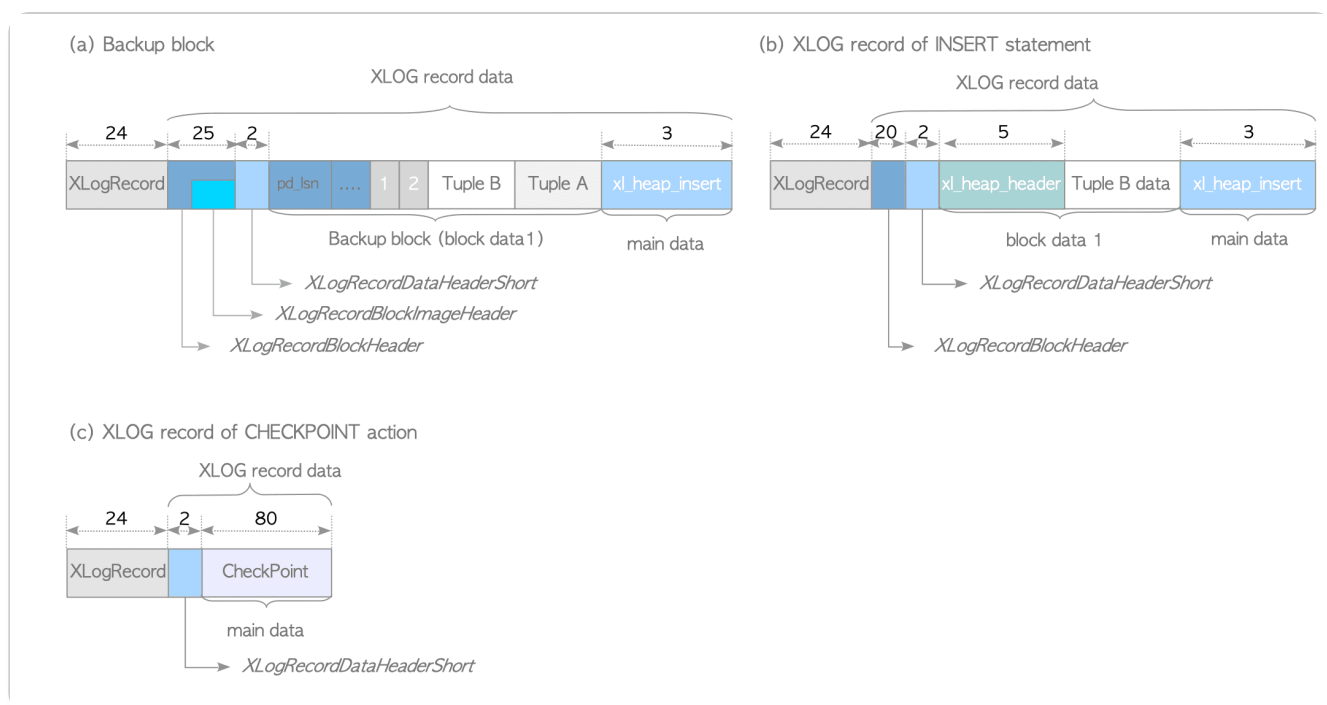 (a) Backup block
XLOG record data
24 25 2 3
XLogRecord pd_lsn .... 1 2 Tuple B Tuple A xl_heap_insert
Backup block (block data1)
main data
XLogRecordDataHeaderShort
XLogRecordBlockImageHeader
XLogRecordBlockHeader
(b) XLOG record of INSERT statement
XLOG record data
24 20 2 5 3
XLogRecord xl_heap_header Tuple B data xl_heap_insert
block data 1 main data
XLogRecordDataHeaderShort
XLogRecordBlockHeader
(c) XLOG record of CHECKPOINT action
XLOG record data
24 2 80
XLogRecord CheckPoint
main data
XLogRecordDataHeaderShort